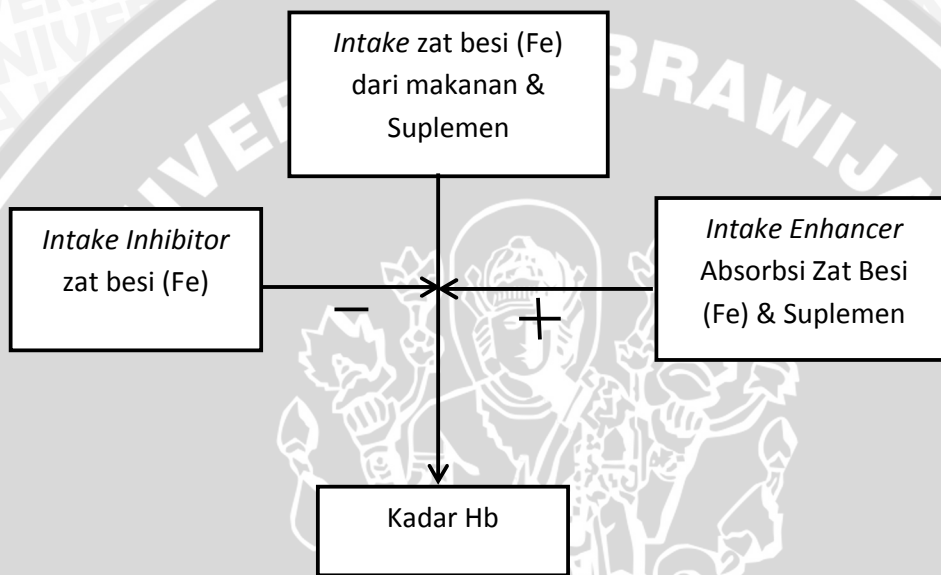 Intake zat besi (Fe)
dari makanan &
Suplemen
Intake Inhibitor
zat besi (Fe)
Intake Enhancer
Absorbsi Zat Besi
(Fe) & Suplemen
−
+
Kadar Hb
BRAWIJA